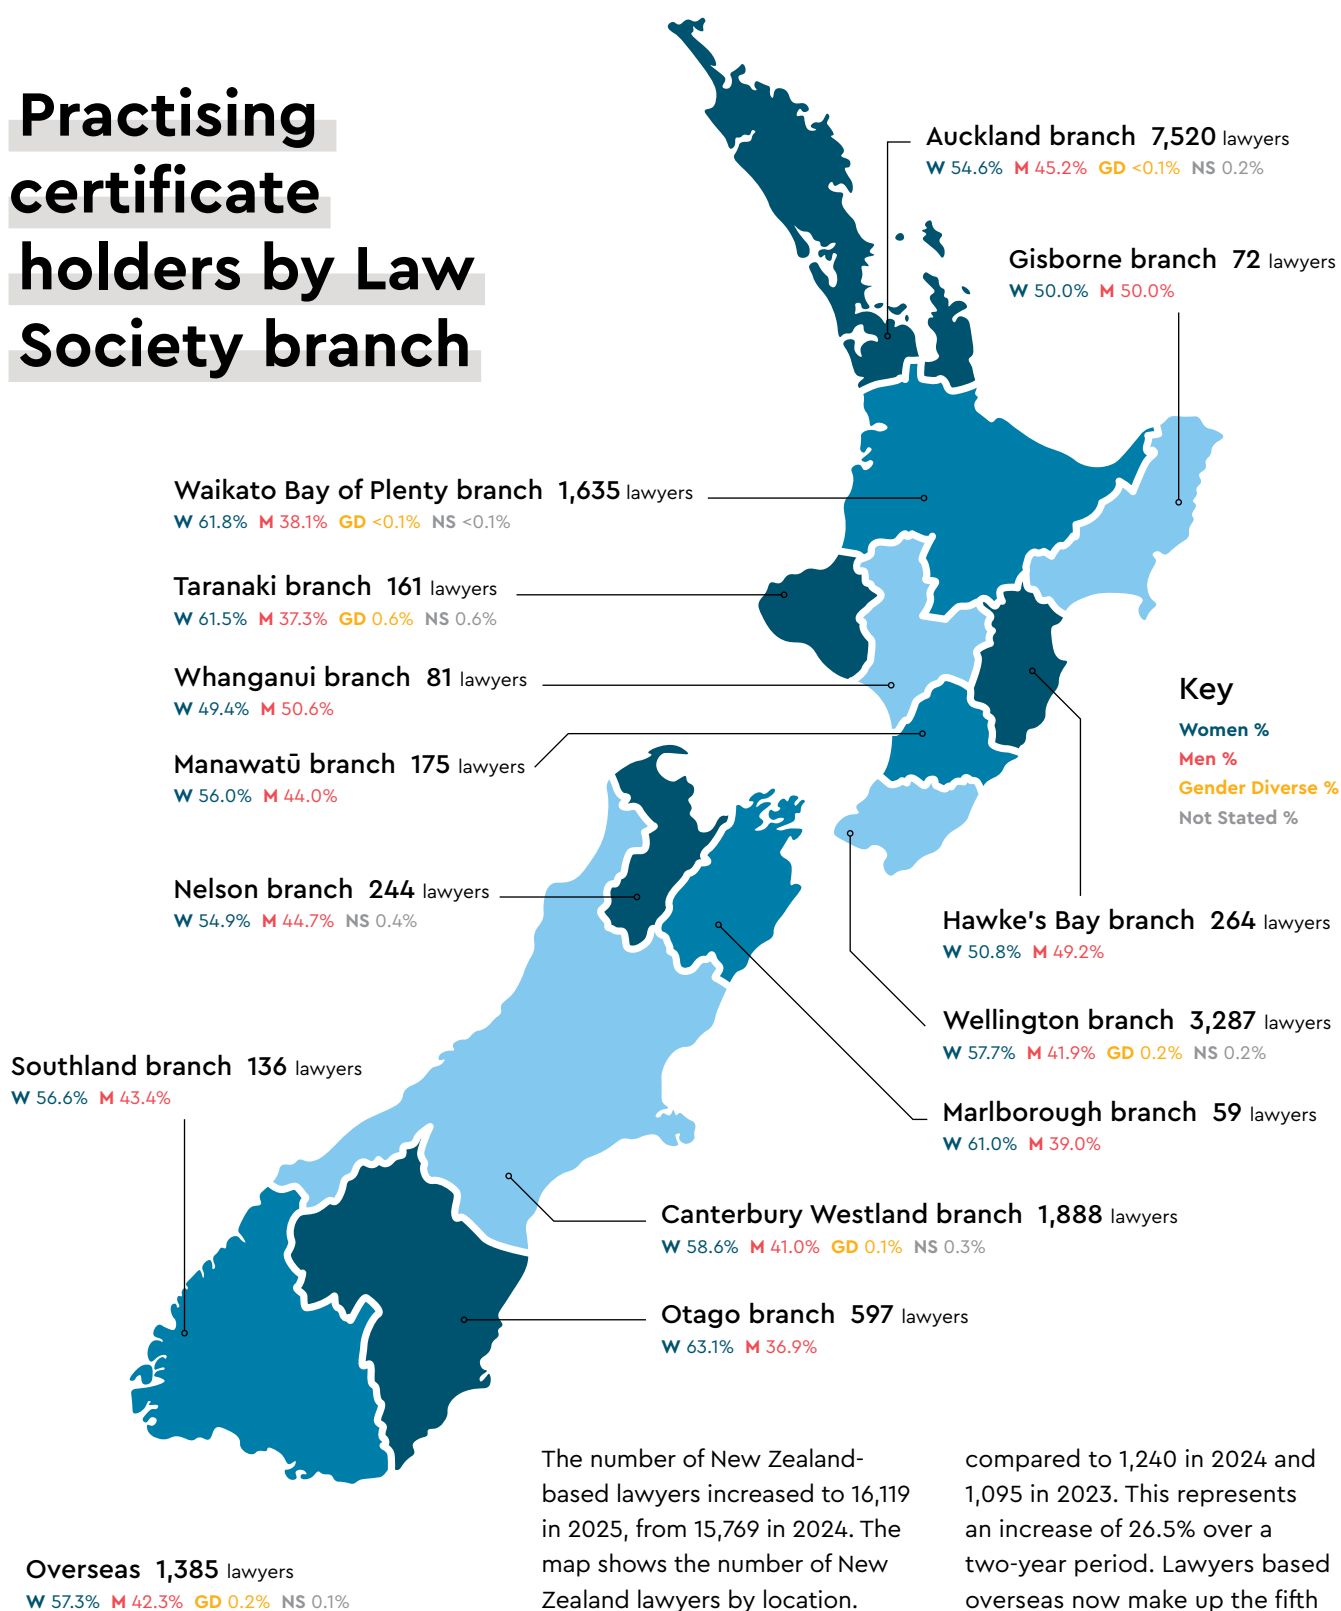 Practising
certificate
holders by Law
Society branch
Auckland branch 7,520 lawyers
W 54.6% M 45.2% GD <0.1% NS 0.2%
Gisborne branch 72 lawyers
W 50.0% M 50.0%
Waikato Bay of Plenty branch 1,635 lawyers
W 61.8% M 38.1% GD <0.1% NS <0.1%
Taranaki branch 161 lawyers
W 61.5% M 37.3% GD 0.6% NS 0.6%
Whanganui branch 81 lawyers
W 49.4% M 50.6%
Manawatū branch 175 lawyers
W 56.0% M 44.0%
Nelson branch 244 lawyers
W 54.9% M 44.7% NS 0.4%
Key
Women %
Men %
Gender Diverse %
Not Stated %
Hawke's Bay branch 264 lawyers
W 50.8% M 49.2%
Wellington branch 3,287 lawyers
W 57.7% M 41.9% GD 0.2% NS 0.2%
Marlborough branch 59 lawyers
W 61.0% M 39.0%
Southland branch 136 lawyers
W 56.6% M 43.4%
Canterbury Westland branch 1,888 lawyers
W 58.6% M 41.0% GD 0.1% NS 0.3%
Otago branch 597 lawyers
W 63.1% M 36.9%
Overseas 1,385 lawyers
W 57.3% M 42.3% GD 0.2% NS 0.1%
The number of New Zealand-
based lawyers increased to 16,119
in 2025, from 15,769 in 2024. The
map shows the number of New
Zealand lawyers by location.
compared to 1,240 in 2024 and
1,095 in 2023. This represents
an increase of 26.5% over a
two-year period. Lawyers based
overseas now make up the fifth